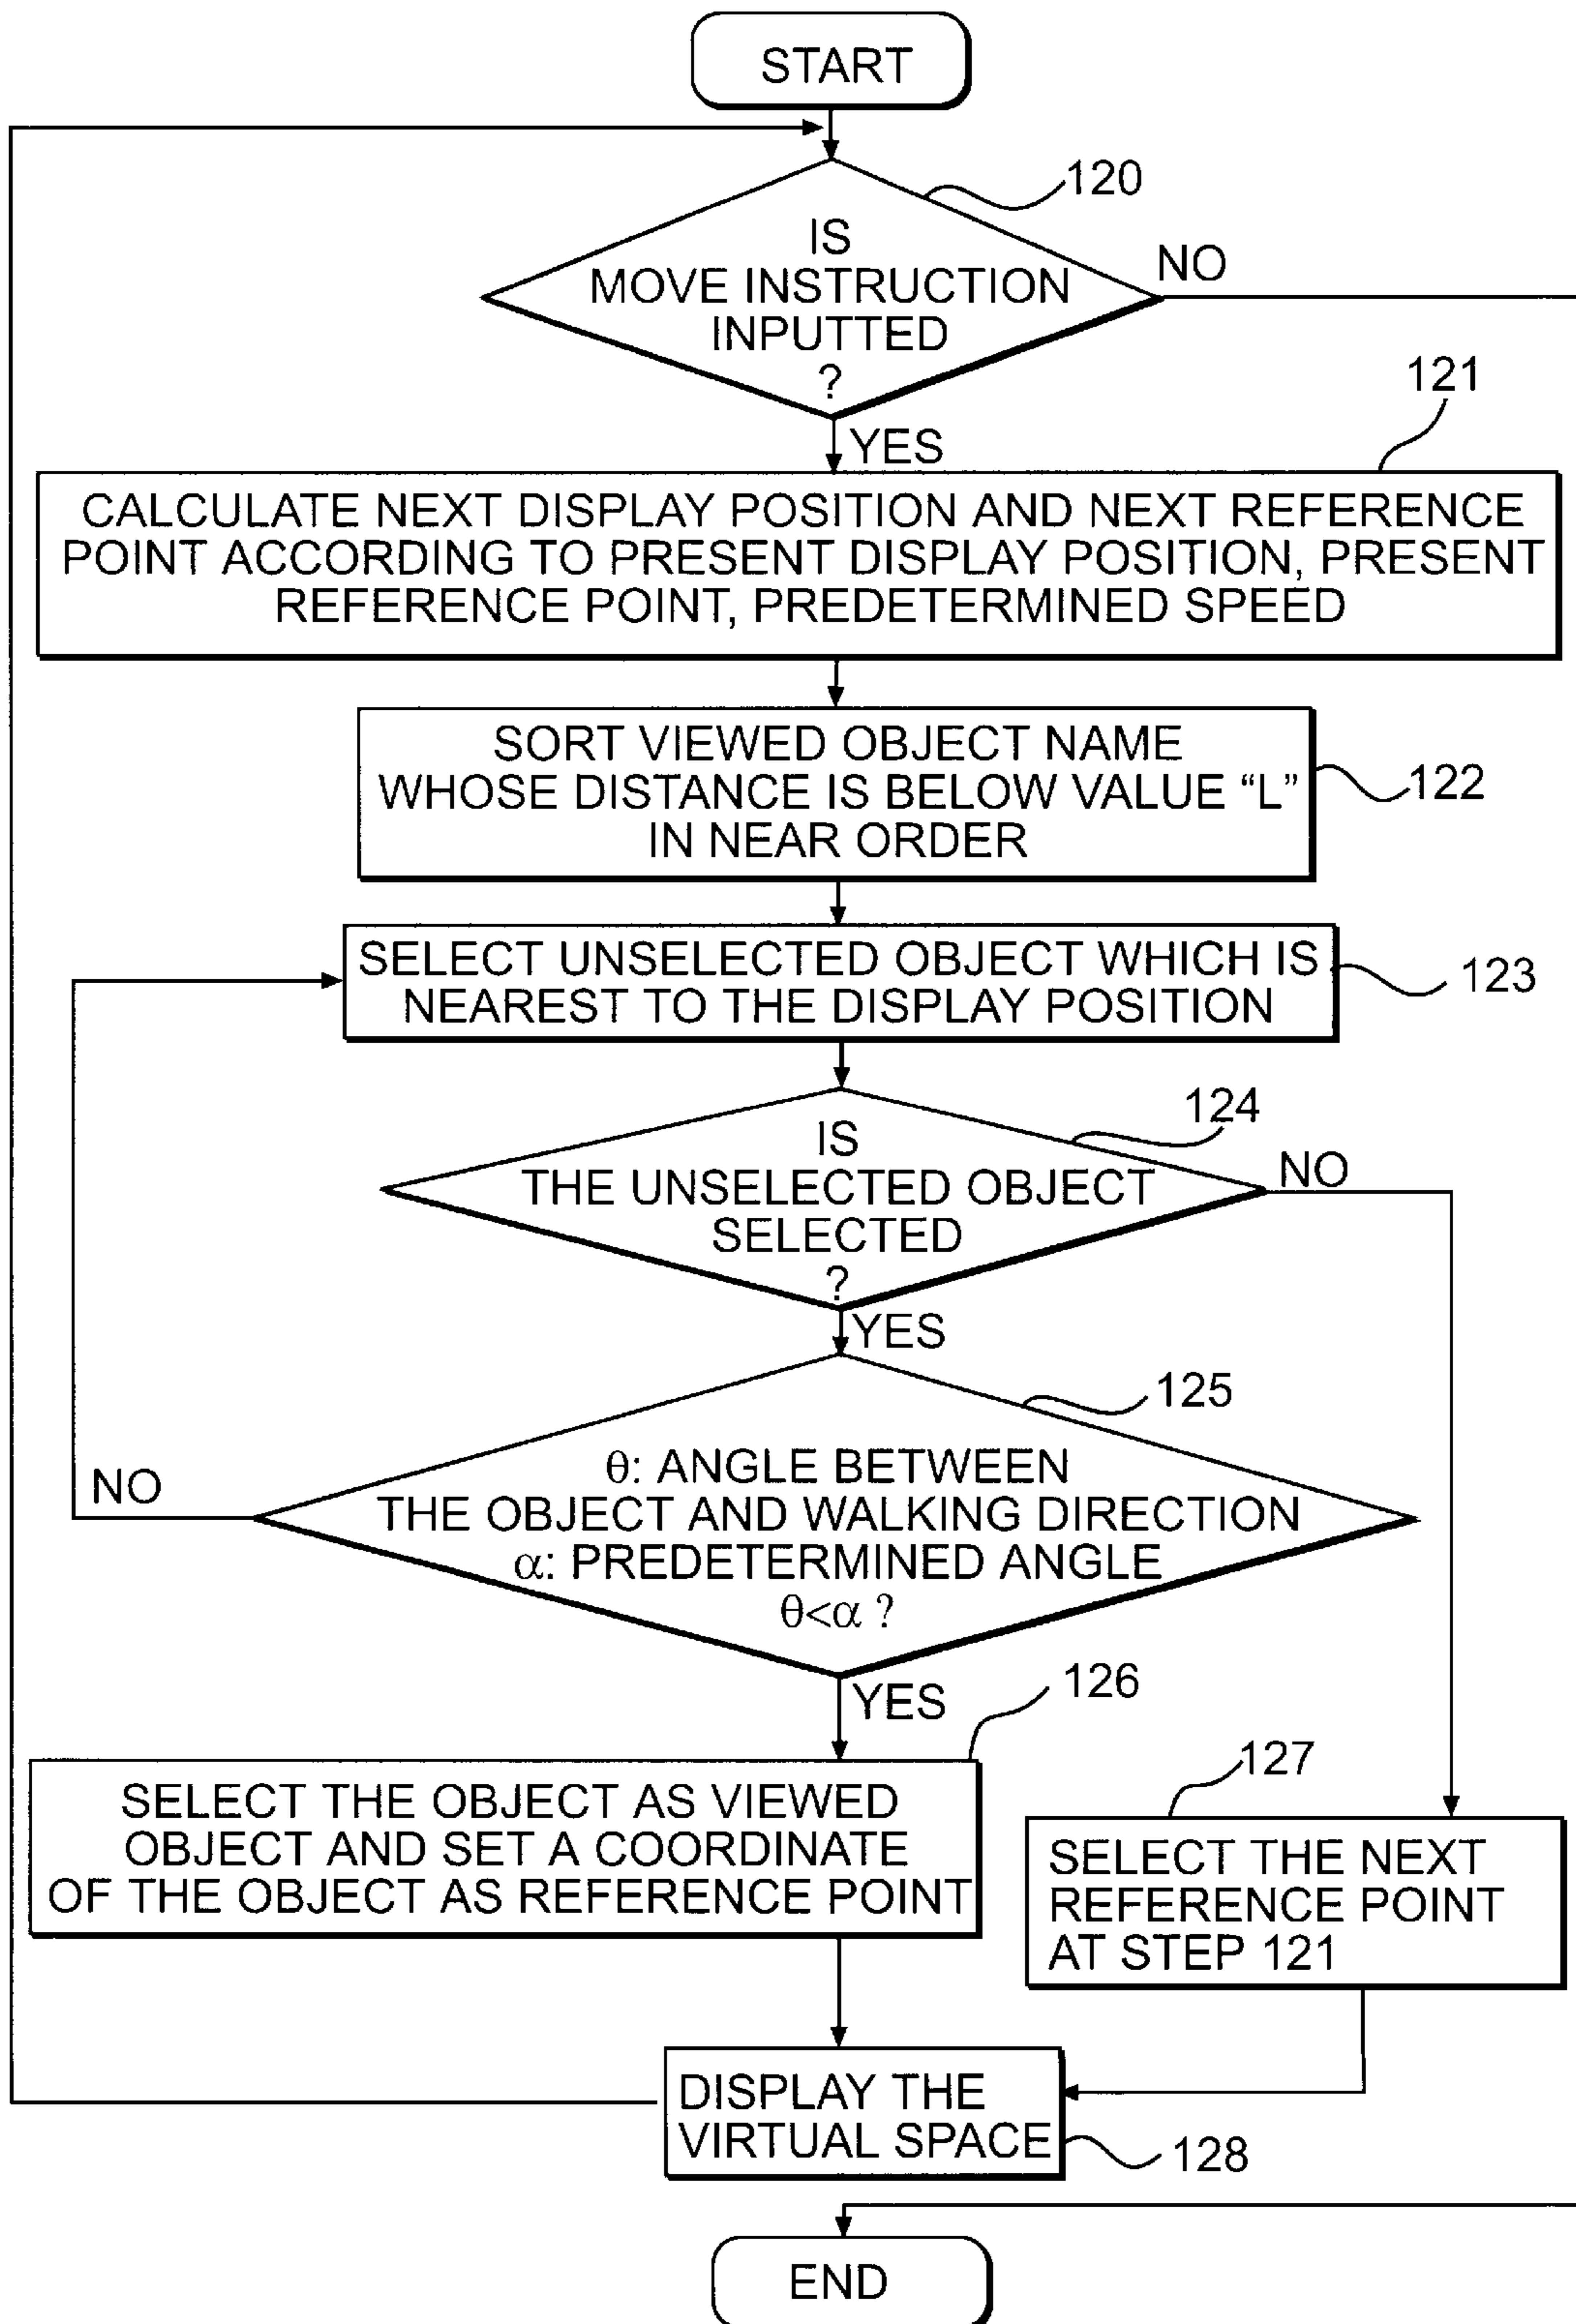 START
120
IS
MOVE INSTRUCTION
INPUTTED
?
NO
YES
121
CALCULATE NEXT DISPLAY POSITION AND NEXT REFERENCE
POINT ACCORDING TO PRESENT DISPLAY POSITION, PRESENT
REFERENCE POINT, PREDETERMINED SPEED
SORT VIEWED OBJECT NAME
WHOSE DISTANCE IS BELOW VALUE “L”
IN NEAR ORDER
122
SELECT UNSELECTED OBJECT WHICH IS
NEAREST TO THE DISPLAY POSITION
123
124
IS
THE UNSELECTED OBJECT
SELECTED
?
NO
YES
125
θ: ANGLE BETWEEN
THE OBJECT AND WALKING DIRECTION
α: PREDETERMINED ANGLE
θ<α ?
NO
YES
126
SELECT THE OBJECT AS VIEWED
OBJECT AND SET A COORDINATE
OF THE OBJECT AS REFERENCE POINT
127
SELECT THE NEXT
REFERENCE POINT
AT STEP 121
DISPLAY THE
VIRTUAL SPACE
128
END